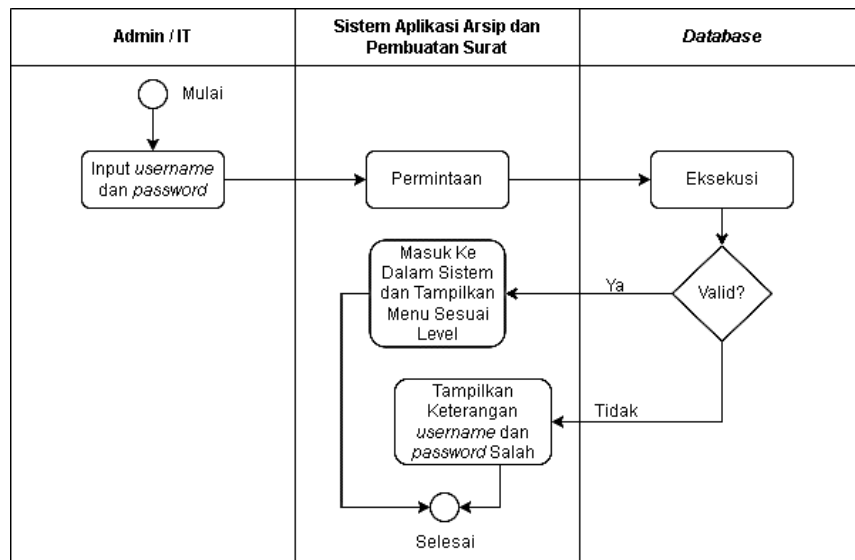 Admin / IT
Sistem Aplikasi Arsip dan
Pembuatan Surat
Database
Mulai
Input username
dan password
Permintaan
Eksekusi
Masuk Ke
Dalam Sistem
dan Tampilkan
Menu Sesuai
Level
Ya
Valid?
Tampilkan
Keterangan
username dan
password Salah
Tidak
Selesai